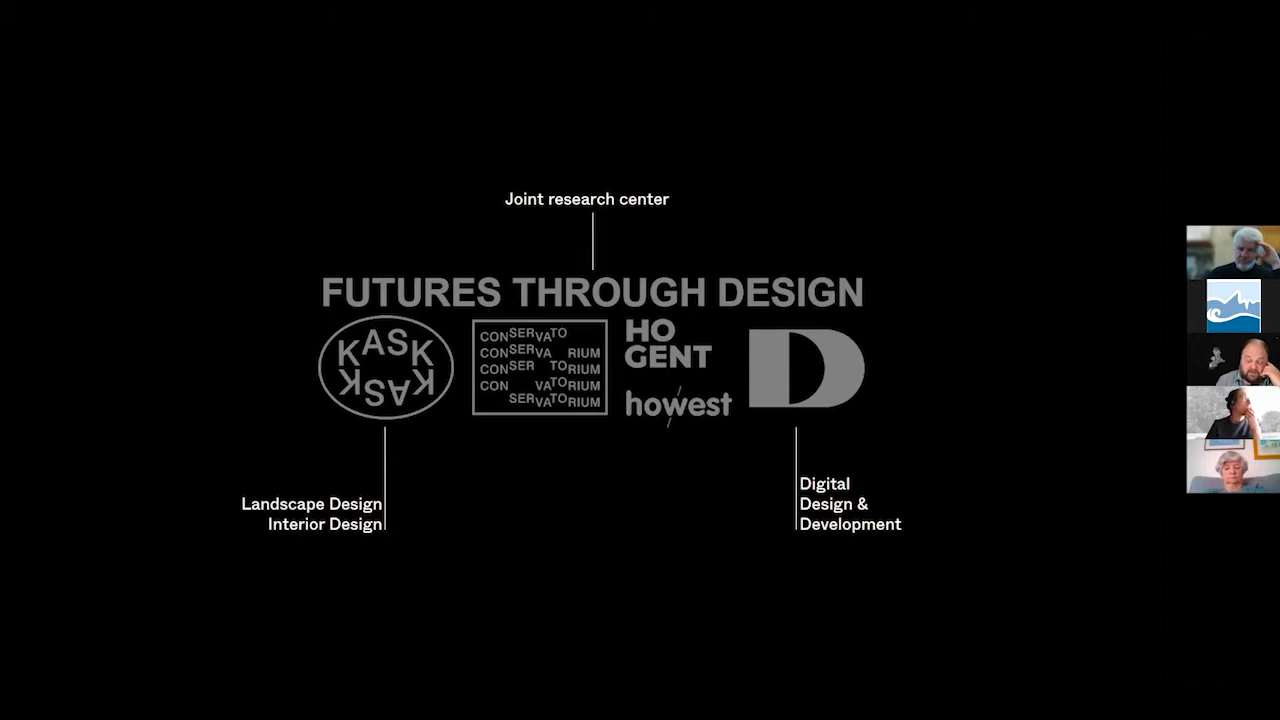 Joint research center
FUTURES THROUGH DESIGN
KASK
KASK
CONSERVATO
CONSERVA RIUM
CONSER TORIUM
CON VATORIUM
SERVATORIUM
HO
GENT
howest
D
Landscape Design
Interior Design
Digital
Design &
Development